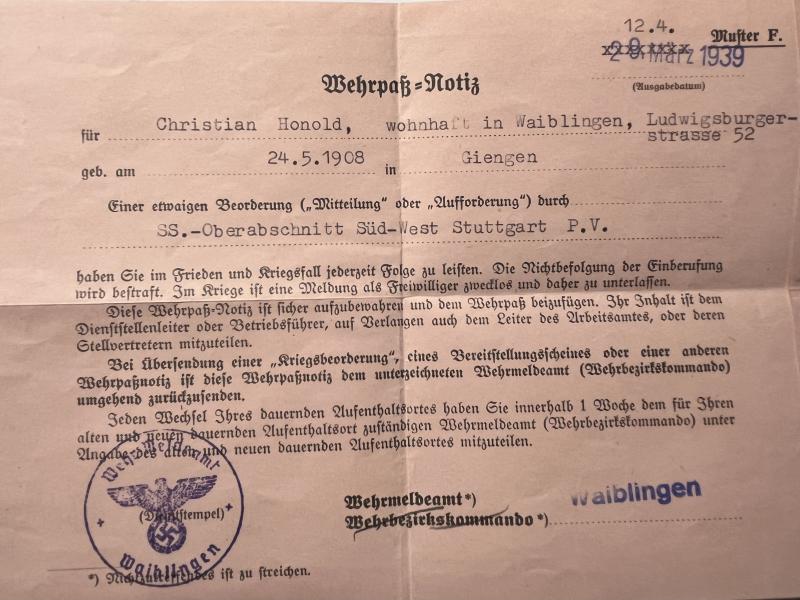 12.4.
Muster F.
29. März 1939
(Ausgabedatum)
Wehrpaß-Notiz
für Christian Honold, wohnhaft in Waiblingen, Ludwigsburger-
strasse 52
geb. am 24.5.1908 in Giengen
Einer etwaigen Beorderung („Mitteilung" oder „Aufforderung") durch
SS.-Oberabschnitt Süd-West Stuttgart P.V.
haben Sie im Frieden und Kriegsfall jederzeit Folge zu leisten. Die Nichtbefolgung der Einberufung
wird bestraft. Im Kriege ist eine Meldung als Freiwilliger zwecklos und daher zu unterlassen.
Diese Wehrpaß-Notiz ist sicher aufzubewahren und dem Wehrpaß beizufügen. Ihr Inhalt ist dem
Dienststellenleiter oder Betriebsführer, auf Verlangen auch dem Leiter des Arbeitsamtes, oder deren
Stellvertretern mitzuteilen.
Bei Übersendung einer „Kriegsbeorderung", eines Bereitstellungsscheines oder einer anderen
Wehrpaßnotiz ist diese Wehrpaßnotiz dem unterzeichneten Wehrmeldeamt (Wehrbezirkskommando)
umgehend zurückzusenden.
Jeden Wechsel Ihres dauernden Aufenthaltsortes haben Sie innerhalb 1 Woche dem für Ihren
alten und neuen dauernden Aufenthaltsort zuständigen Wehrmeldeamt (Wehrbezirkskommando) unter
Angabe des alten und neuen dauernden Aufenthaltsortes mitzuteilen.
Wehrmeldeamt
(Dienststempel)
Waiblingen
Wehrmeldeamt*) Waiblingen
Wehrbezirkskommando*)
*) Nichtzutreffendes ist zu streichen.